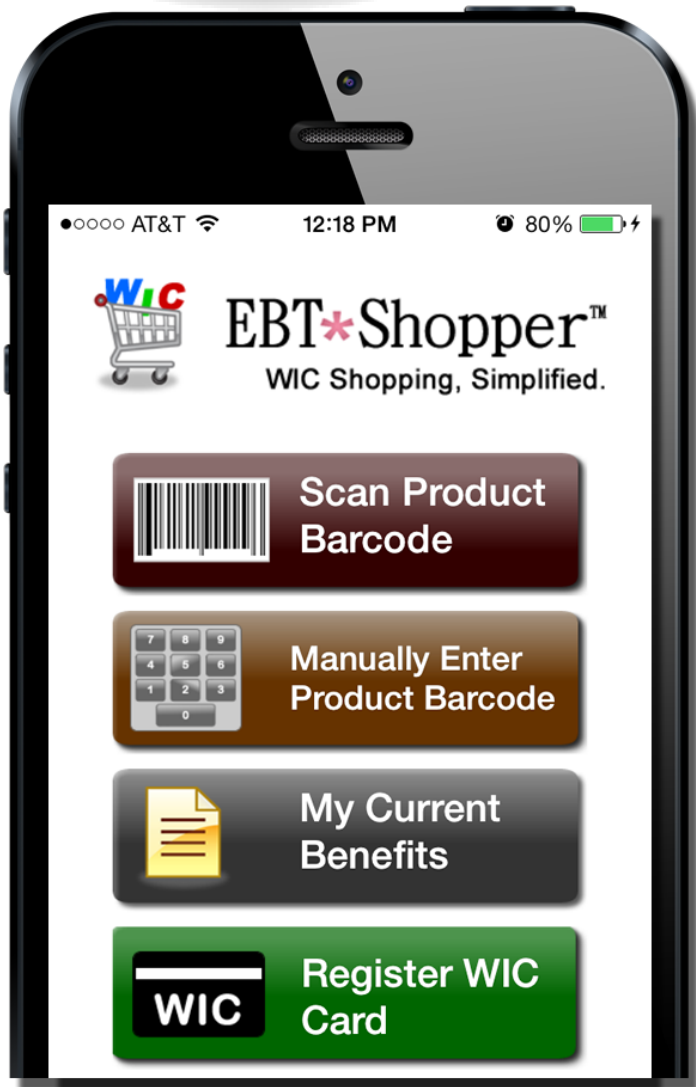 AT&T 12:18 PM 80%
WIC
EBT*Shopper™
WIC Shopping, Simplified.
Scan Product
Barcode
7 8 9
4 5 6
1 2 3
0
Manually Enter
Product Barcode
My Current
Benefits
WIC
Register WIC
Card